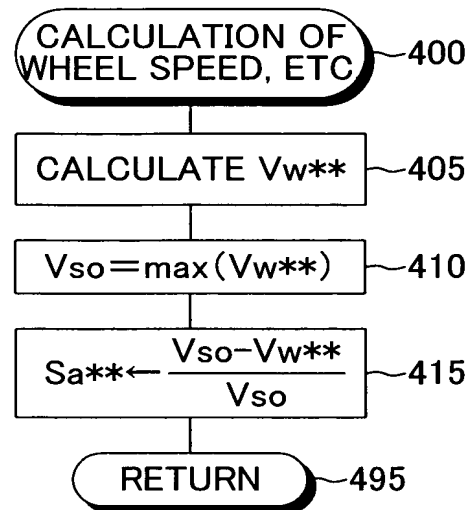 CALCULATION OF
WHEEL SPEED, ETC
400
CALCULATE Vw**
405
Vso=max(Vw**)
410
Sa**←
Vso-Vw**
Vso
415
RETURN
495